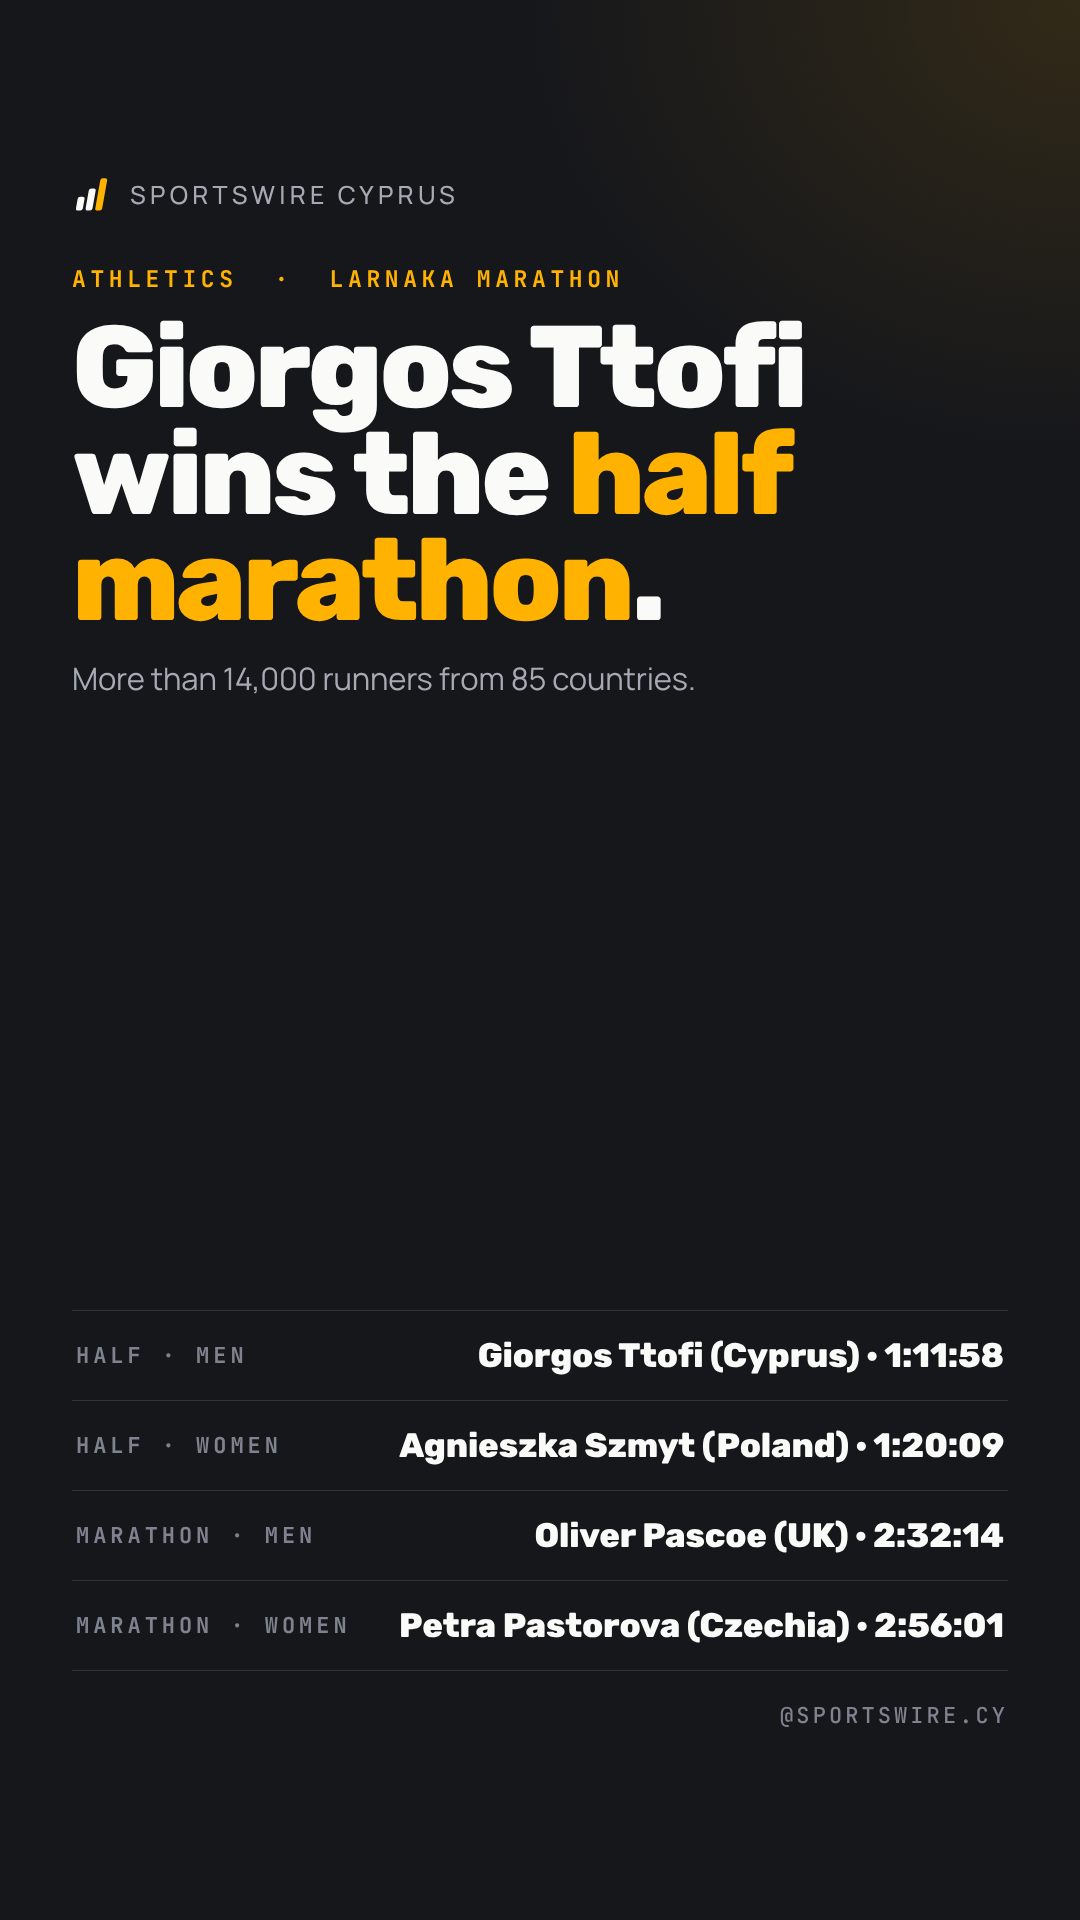 SPORTSWIRE CYPRUS
ATHLETICS · LARNAKA MARATHON
Giorgos Ttofi
wins the half
marathon.
More than 14,000 runners from 85 countries.
HALF · MEN Giorgos Ttofi (Cyprus) • 1:11:58
HALF · WOMEN Agnieszka Szmyt (Poland) • 1:20:09
MARATHON · MEN Oliver Pascoe (UK) • 2:32:14
MARATHON · WOMEN Petra Pastorova (Czechia) • 2:56:01
@SPORTSWIRE.CY